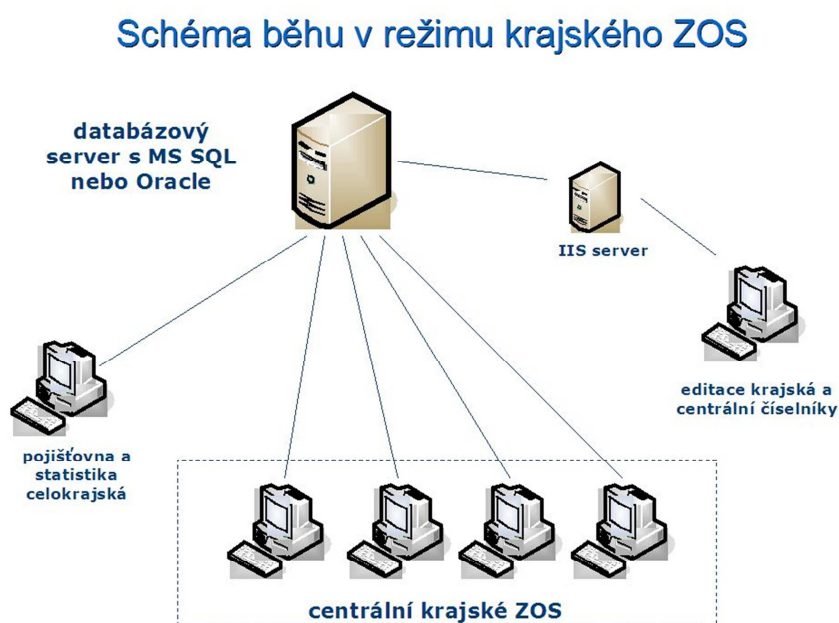 Schéma běhu v režimu krajského ZOS
databázový
server s MS SQL
nebo Oracle
IIS server
editace krajská a
centrální číselníky
pojišťovna a
statistika
celokrajská
centrální krajské ZOS